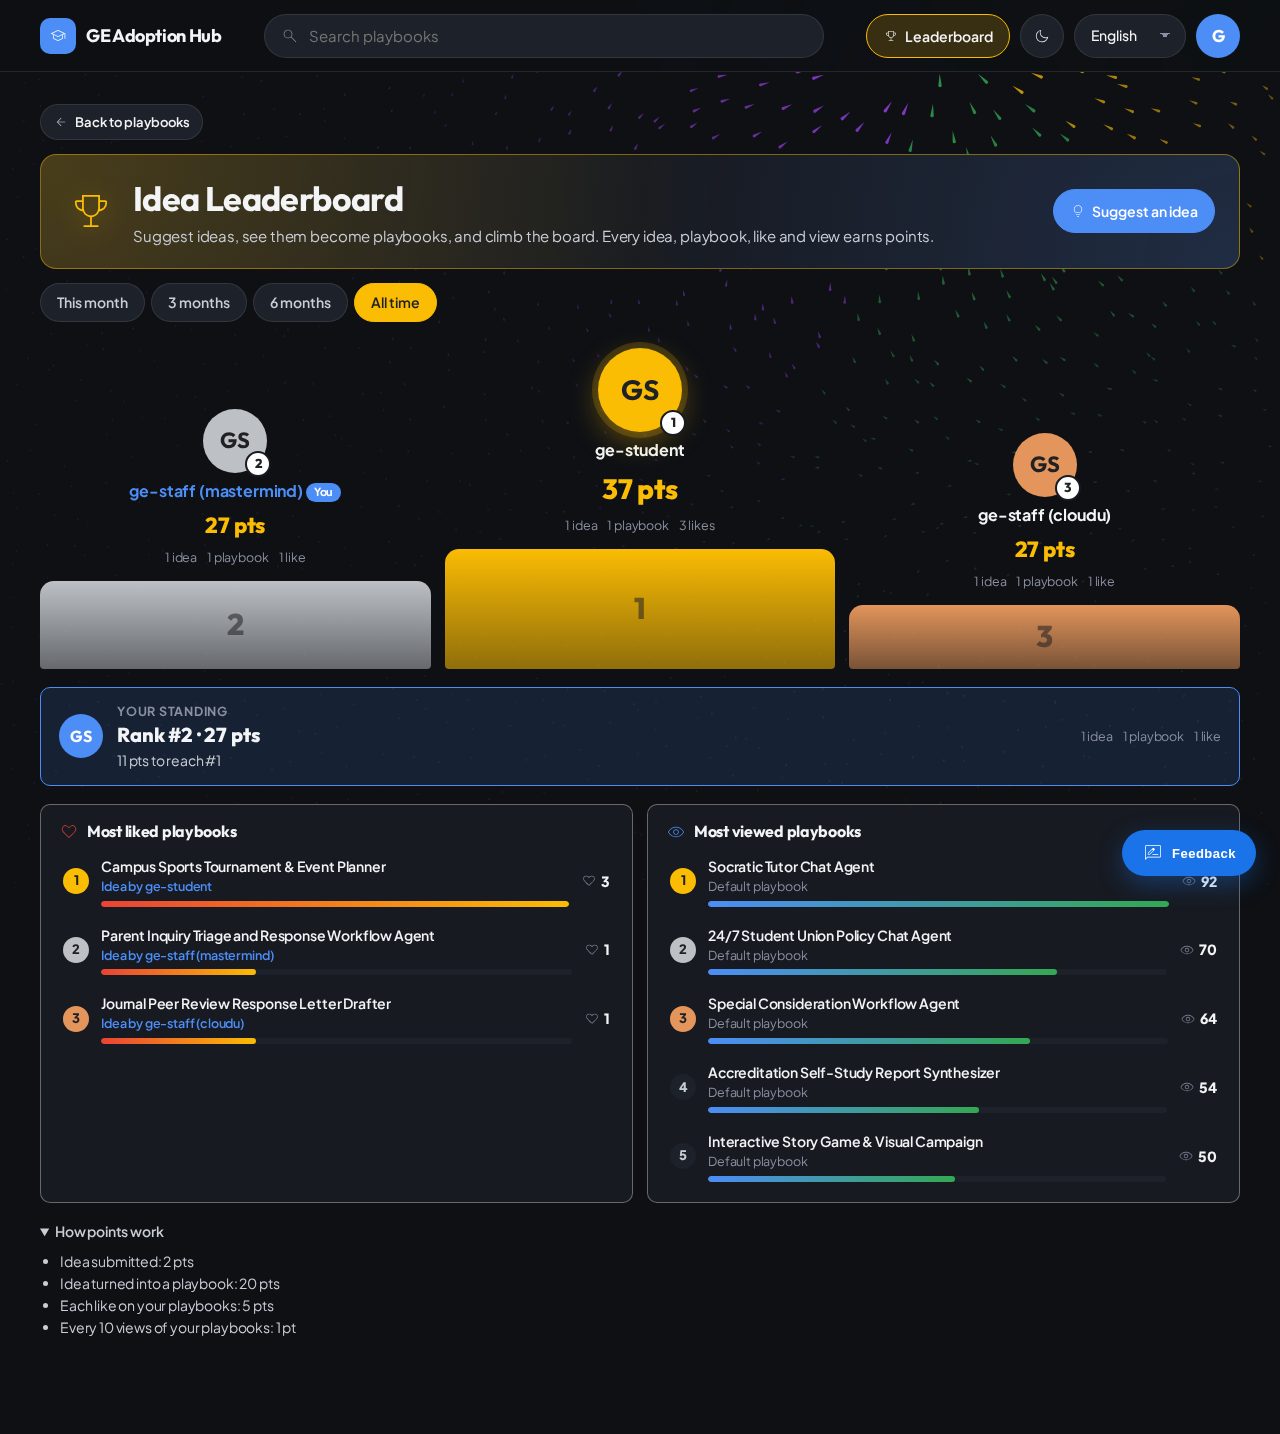 GE Adoption Hub
Search playbooks
Leaderboard
English
G
Back to playbooks
Idea Leaderboard
Suggest ideas, see them become playbooks, and climb the board. Every idea, playbook, like and view earns points.
Suggest an idea
This month
3 months
6 months
All time
GS
1
ge-student
37 pts
1 idea 1 playbook 3 likes
1
GS
2
ge-staff (mastermind) You
27 pts
1 idea 1 playbook 1 like
2
GS
3
ge-staff (cloudu)
27 pts
1 idea 1 playbook 1 like
3
GS
YOUR STANDING
Rank #2 · 27 pts
11 pts to reach #1
1 idea 1 playbook 1 like
Most liked playbooks
1
Campus Sports Tournament & Event Planner
Idea by ge-student
3
2
Parent Inquiry Triage and Response Workflow Agent
Idea by ge-staff (mastermind)
1
3
Journal Peer Review Response Letter Drafter
Idea by ge-staff (cloudu)
1
Most viewed playbooks
Feedback
1
Socratic Tutor Chat Agent
Default playbook
92
2
24/7 Student Union Policy Chat Agent
Default playbook
70
3
Special Consideration Workflow Agent
Default playbook
64
4
Accreditation Self-Study Report Synthesizer
Default playbook
54
5
Interactive Story Game & Visual Campaign
Default playbook
50
How points work
Idea submitted: 2 pts
Idea turned into a playbook: 20 pts
Each like on your playbooks: 5 pts
Every 10 views of your playbooks: 1 pt